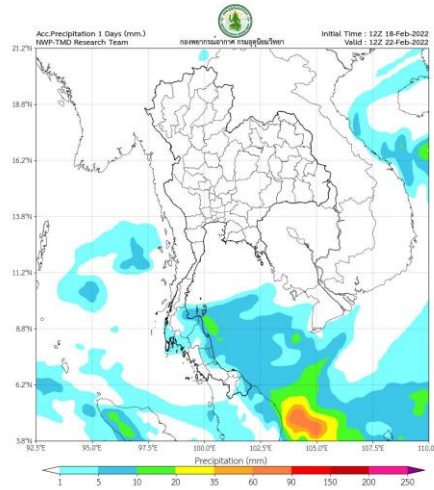 Acc.Precipitation 1 Days (mm.)
NWP-TMD Research Team
กองพยากรณ์อากาศ กรมอุตุนิยมวิทยา
Initial Time : 12Z 18-Feb-2022
Valid : 12Z 22-Feb-2022
21.2°N
18.8°N
16.2°N
13.8°N
11.2°N
8.8°N
6.2°N
3.8°N
92.5°E 95.0°E 97.5°E 100.0°E 102.5°E 105.0°E 107.5°E 110.0°E
Precipitation (mm)
1 5 10 20 35 60 90 150 200 250